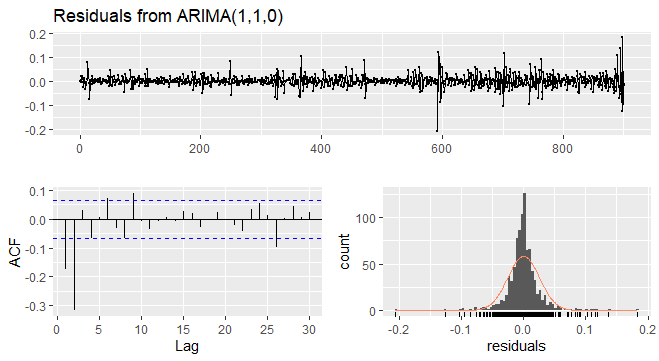 Residuals from ARIMA(1,1,0)
0.2
0.1
0.0
-0.1
-0.2
0 200 400 600 800
ACF
0.1
0.0
-0.1
-0.2
-0.3
0 5 10 15 20 25 30
Lag
count
100
50
0
-0.2 -0.1 0.0 0.1 0.2
residuals